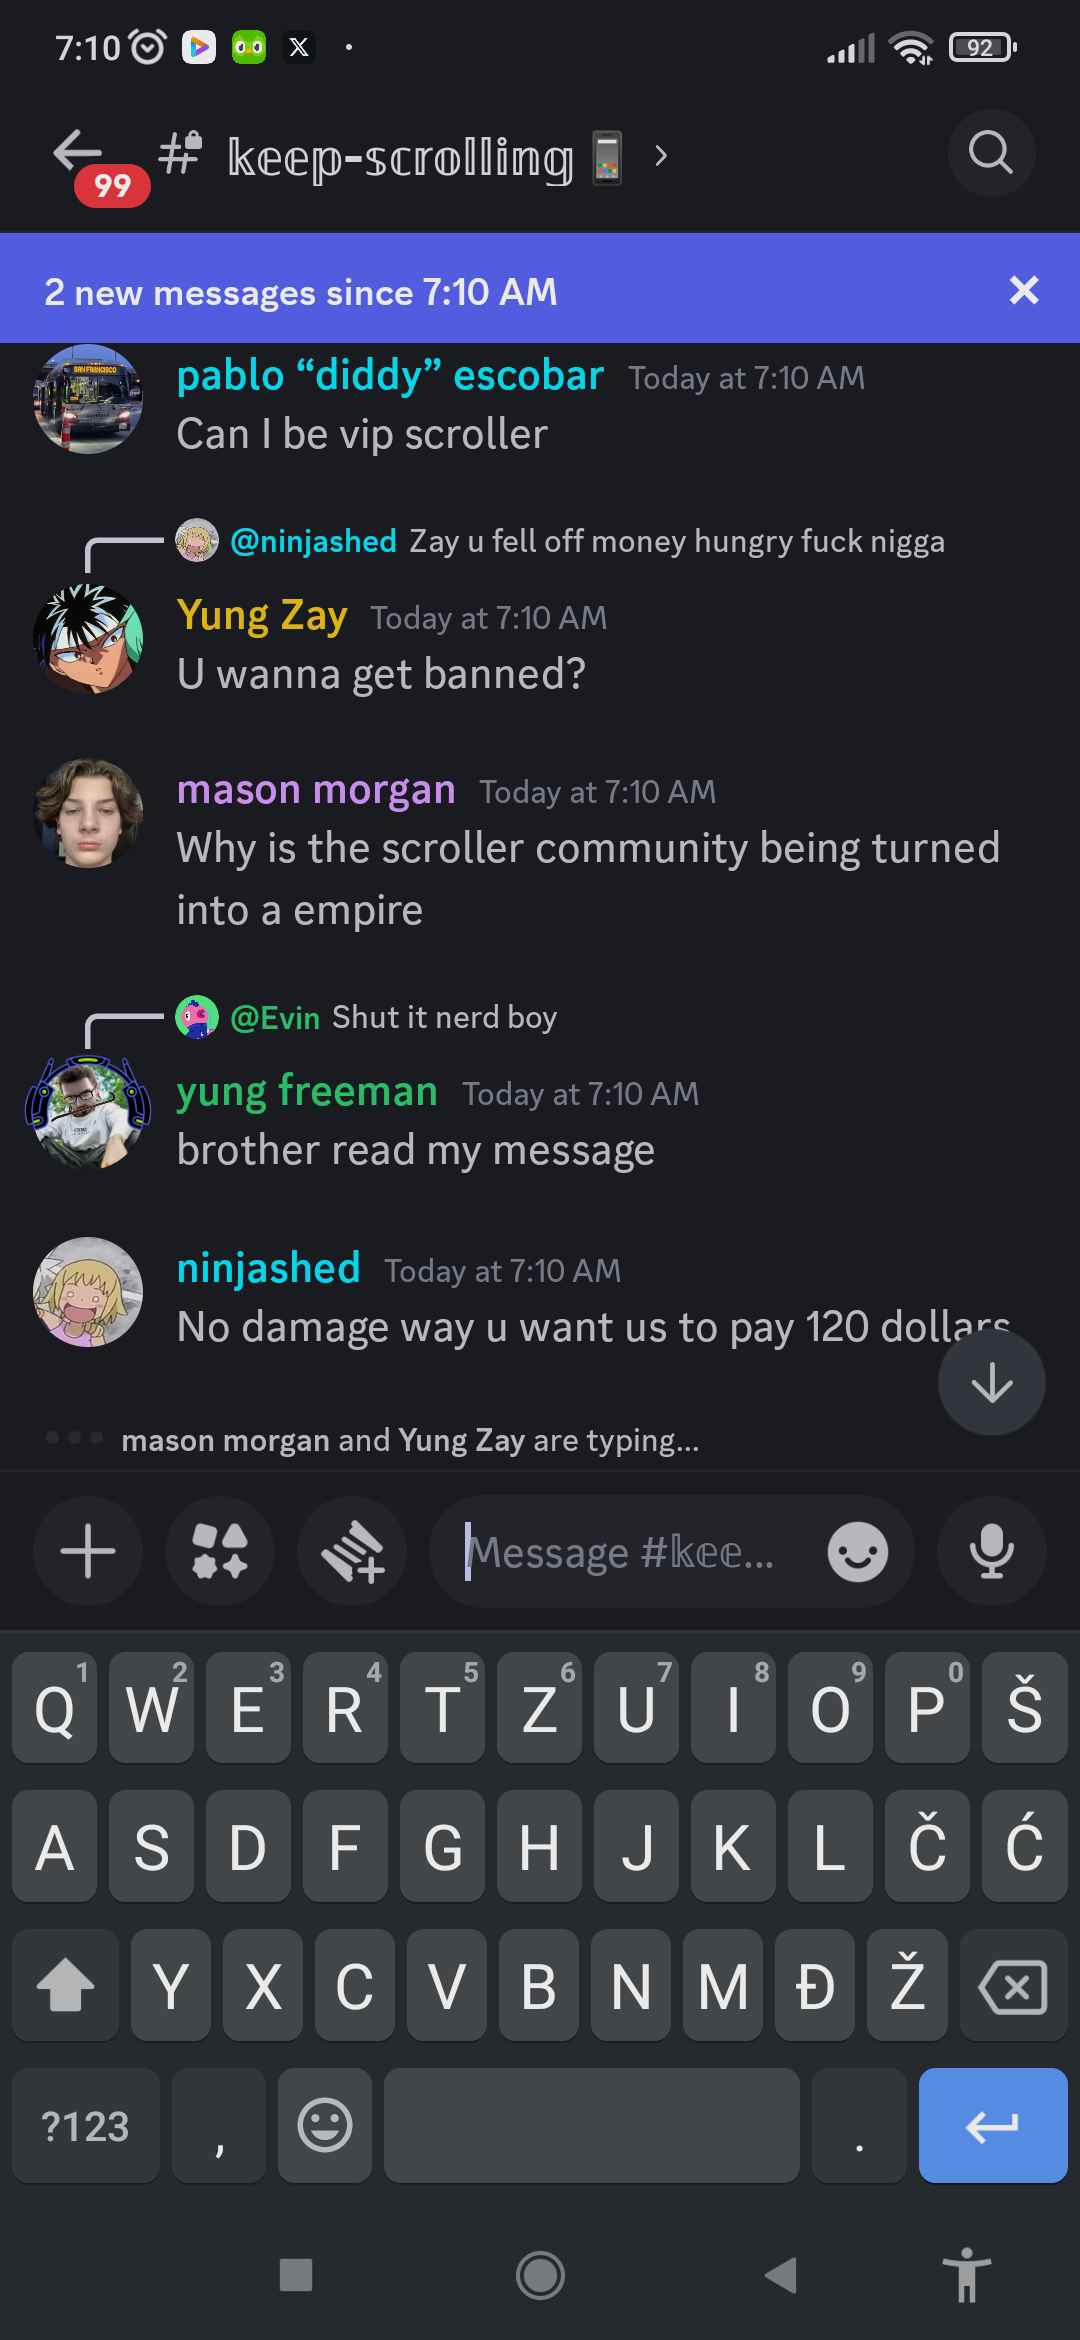 7:10
92
99
# 𝕜𝕖𝕖𝕡-𝕤𝕔𝕣𝕠𝕝𝕝𝕚𝕟𝕘📱 ›
2 new messages since 7:10 AM ×
SAN FRANCISCO
pablo “diddy” escobar Today at 7:10 AM
Can I be vip scroller
@ninjashed Zay u fell off money hungry fuck nigga
Yung Zay Today at 7:10 AM
U wanna get banned?
mason morgan Today at 7:10 AM
Why is the scroller community being turned
into a empire
@Evin Shut it nerd boy
yung freeman Today at 7:10 AM
brother read my message
ninjashed Today at 7:10 AM
No damage way u want us to pay 120 dollars
mason morgan and Yung Zay are typing...
Message #𝕜𝕖𝕖...
1 2 3 4 5 6 7 8 9 0
Q W E R T Z U I O P Š
A S D F G H J K L Č Ć
Y X C V B N M Đ Ž
?123 , .